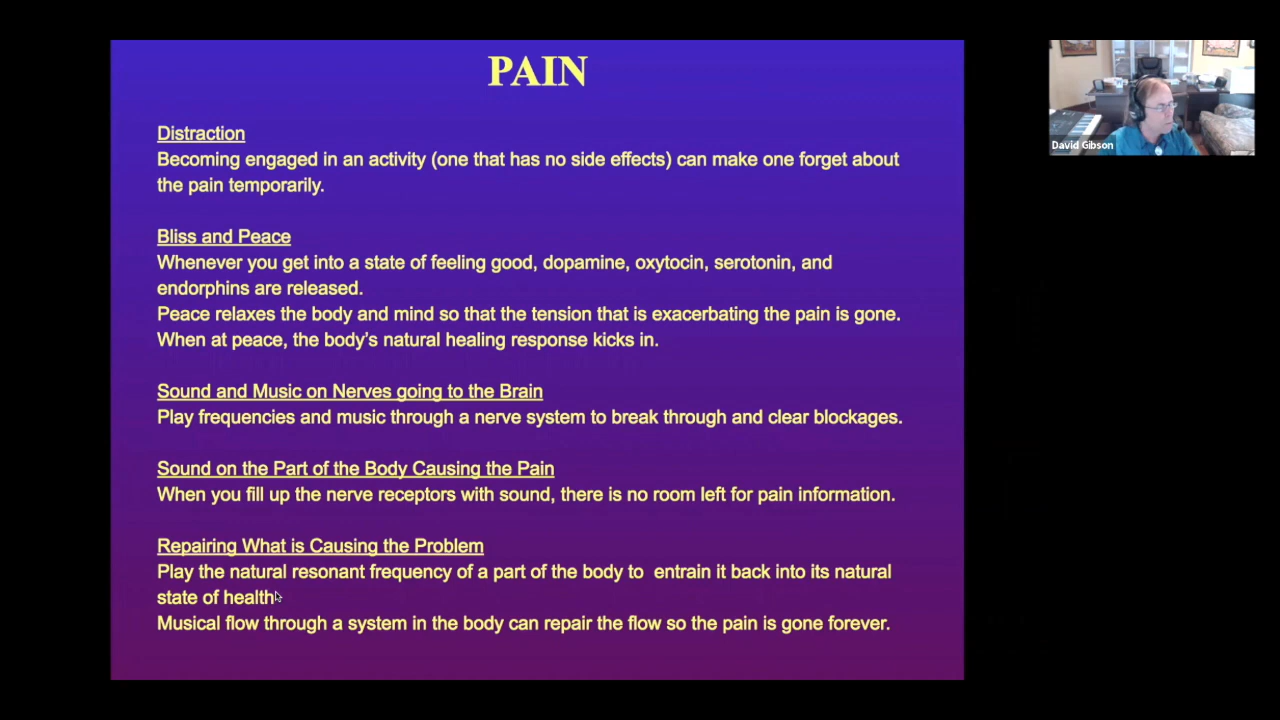 PAIN
Distraction
Becoming engaged in an activity (one that has no side effects) can make one forget about
the pain temporarily.
Bliss and Peace
Whenever you get into a state of feeling good, dopamine, oxytocin, serotonin, and
endorphins are released.
Peace relaxes the body and mind so that the tension that is exacerbating the pain is gone.
When at peace, the body's natural healing response kicks in.
Sound and Music on Nerves going to the Brain
Play frequencies and music through a nerve system to break through and clear blockages.
Sound on the Part of the Body Causing the Pain
When you fill up the nerve receptors with sound, there is no room left for pain information.
Repairing What is Causing the Problem
Play the natural resonant frequency of a part of the body to  entrain it back into its natural
state of health
Musical flow through a system in the body can repair the flow so the pain is gone forever.
David Gibson